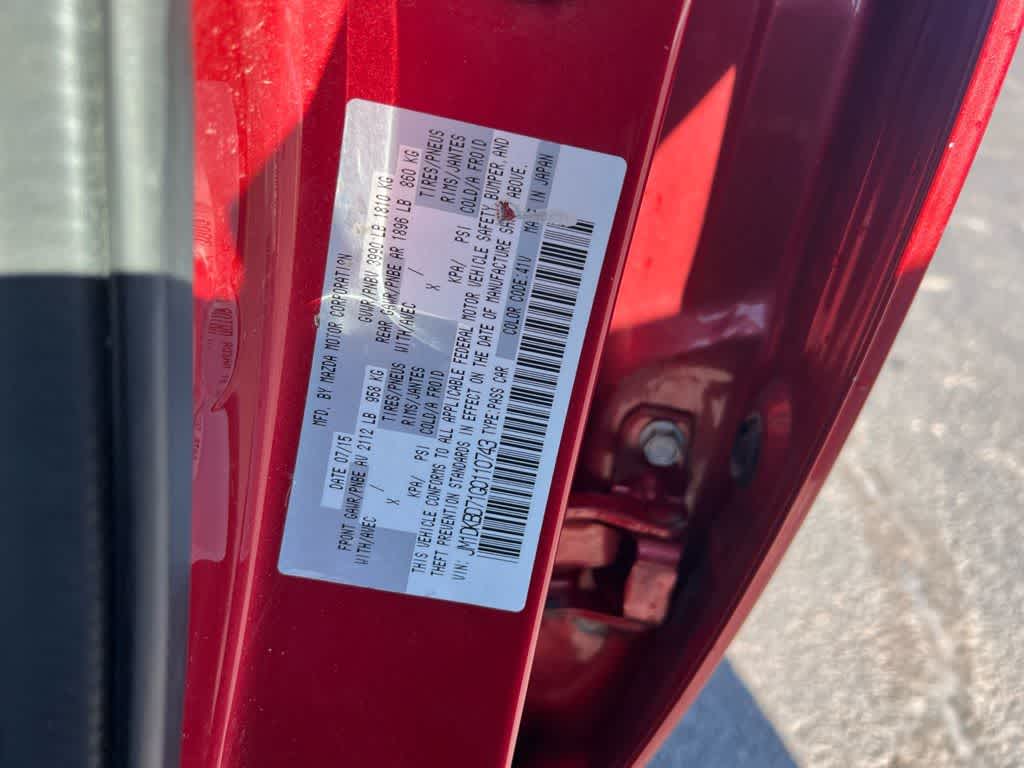 MFD. BY MAZDA MOTOR CORPORATION
DATE 07/15 GVWR/PNBV 3990 LB 1810 KG
FRONT GAWR/PNBE AV 2112 LB 958 KG REAR GAWR/PNBE AR 1896 LB 860 KG
WITH/AVEC TIRES/PNEUS WITH/AVEC TIRES/PNEUS
/ X RIMS/JANTES / X RIMS/JANTES
KPA/ PSI COLD/A FROID KPA/ PSI COLD/A FROID
THIS VEHICLE CONFORMS TO ALL APPLICABLE FEDERAL MOTOR VEHICLE SAFETY, BUMPER, AND
THEFT PREVENTION STANDARDS IN EFFECT ON THE DATE OF MANUFACTURE ABOVE.
VIN: TYPE:PASS CAR COLOR CODE:41V IN JAPAN